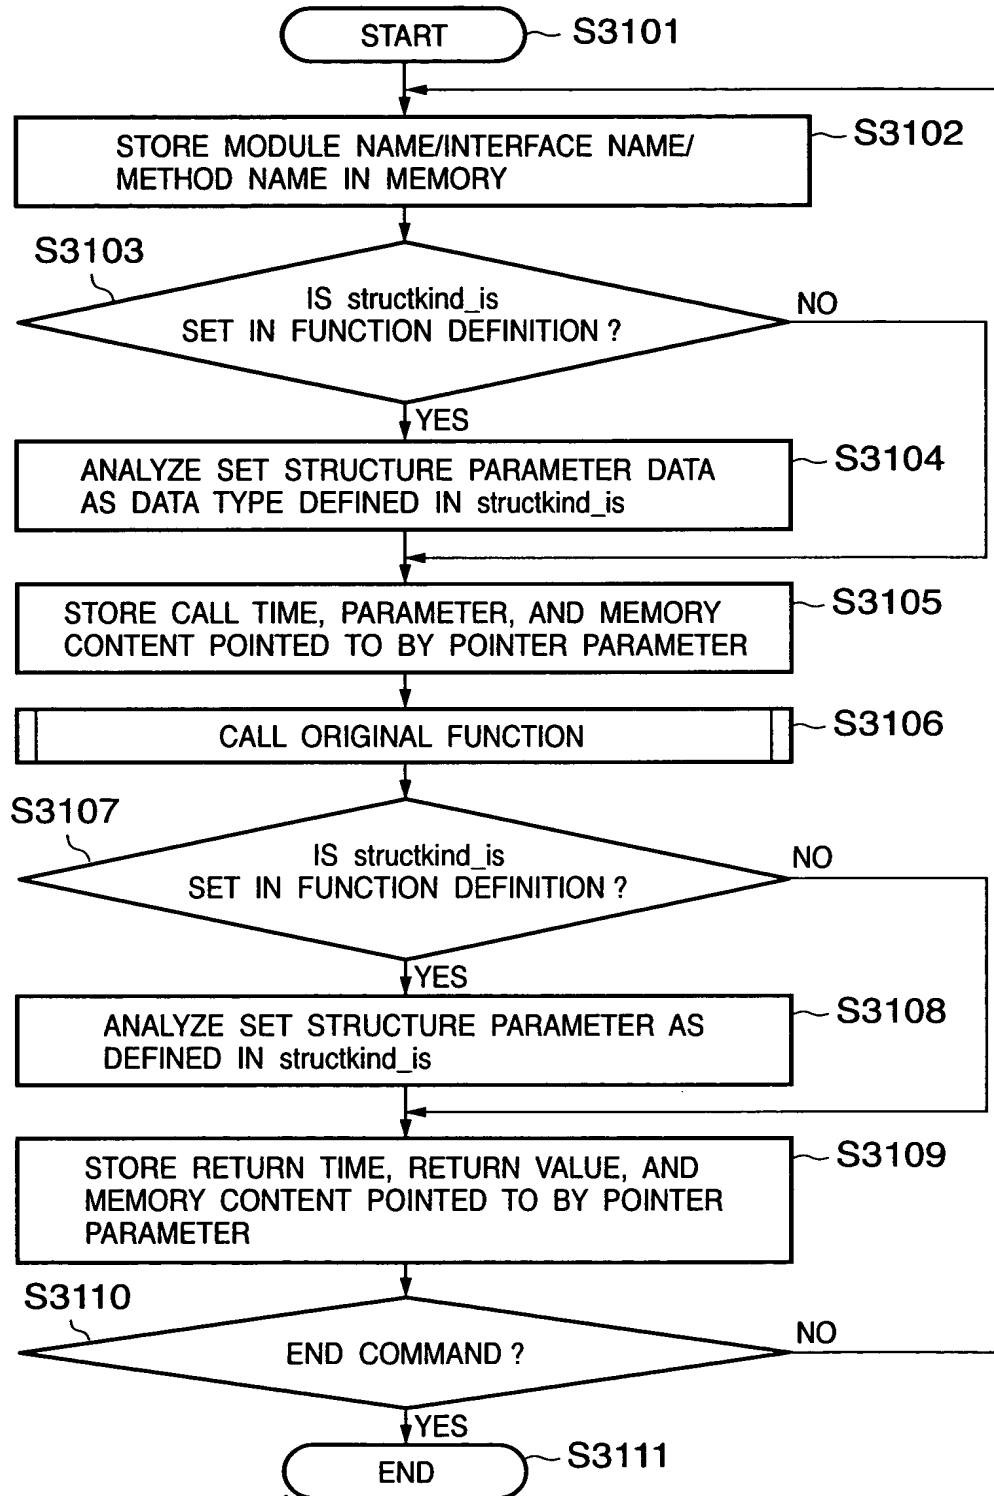 START
S3101
STORE MODULE NAME/INTERFACE NAME/
METHOD NAME IN MEMORY
S3102
S3103
IS structkind_is
SET IN FUNCTION DEFINITION ?
NO
YES
ANALYZE SET STRUCTURE PARAMETER DATA
AS DATA TYPE DEFINED IN structkind_is
S3104
STORE CALL TIME, PARAMETER, AND MEMORY
CONTENT POINTED TO BY POINTER PARAMETER
S3105
CALL ORIGINAL FUNCTION
S3106
S3107
IS structkind_is
SET IN FUNCTION DEFINITION ?
NO
YES
ANALYZE SET STRUCTURE PARAMETER AS
DEFINED IN structkind_is
S3108
STORE RETURN TIME, RETURN VALUE, AND
MEMORY CONTENT POINTED TO BY POINTER
PARAMETER
S3109
S3110
END COMMAND ?
NO
YES
END
S3111